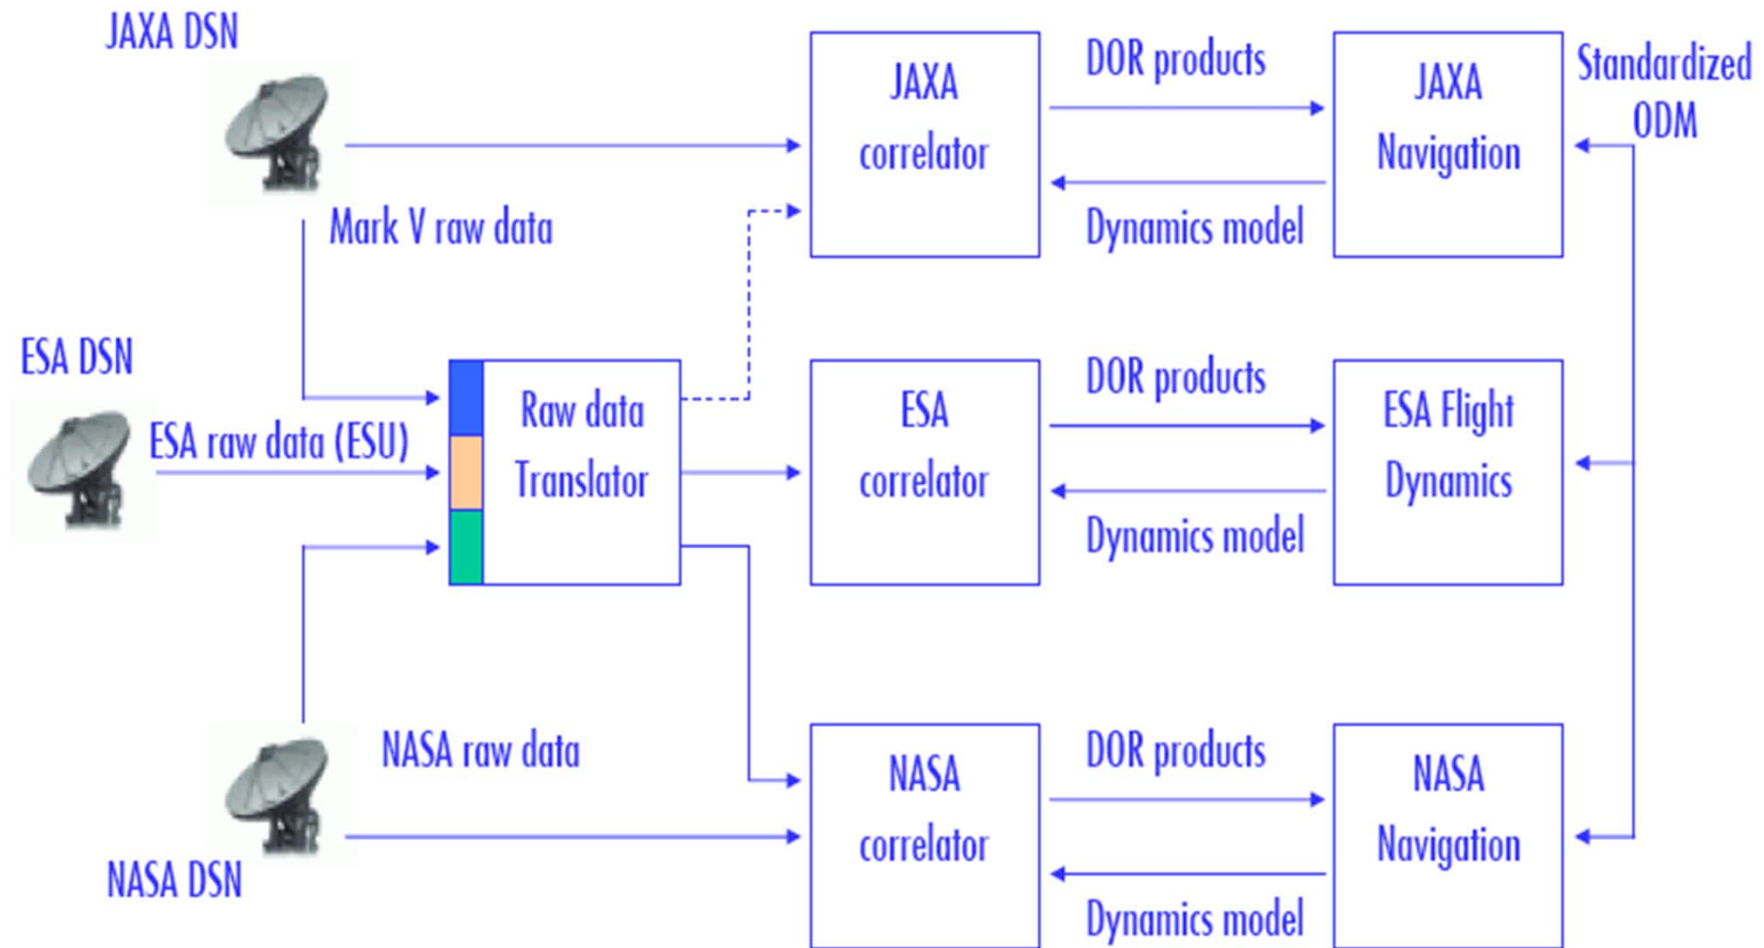 JAXA DSN
JAXA
correlator
DOR products
Dynamics model
JAXA
Navigation
Standardized
ODM
Mark V raw data
ESA DSN
ESA raw data (ESU)
Raw data
Translator
ESA
correlator
DOR products
Dynamics model
ESA Flight
Dynamics
NASA raw data
NASA DSN
NASA
correlator
DOR products
Dynamics model
NASA
Navigation